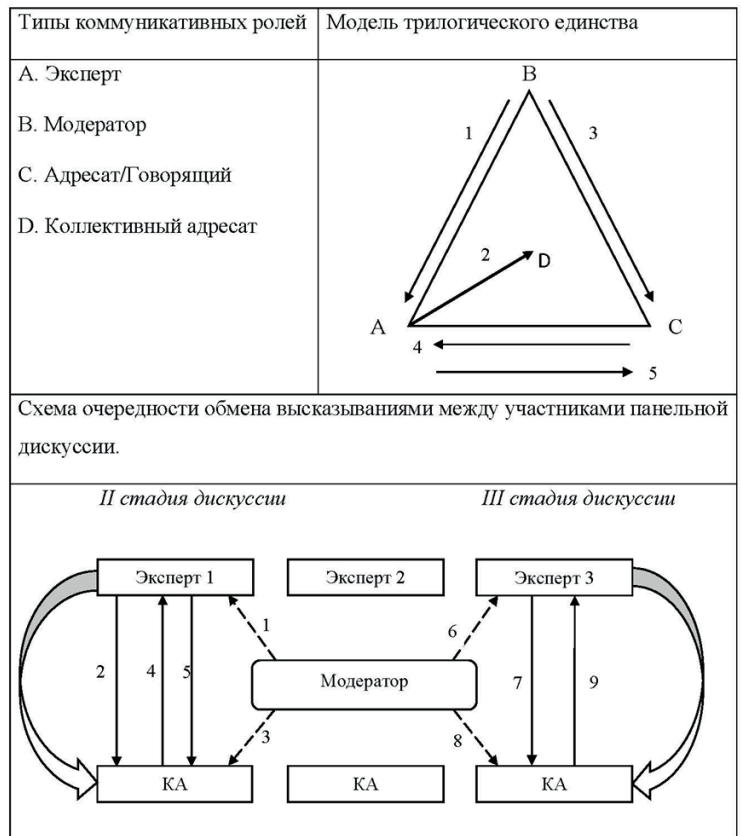 Типы коммуникативных ролей
Модель трилогического единства
A. Эксперт
B. Модератор
C. Адресат/Говорящий
D. Коллективный адресат
B
1
3
2
D
A
C
4
5
Схема очередности обмена высказываниями между участниками панельной
дискуссии.
II стадия дискуссии
III стадия дискуссии
Эксперт 1
Эксперт 2
Эксперт 3
1
6
2
4
5
Модератор
7
9
3
8
КА
КА
КА